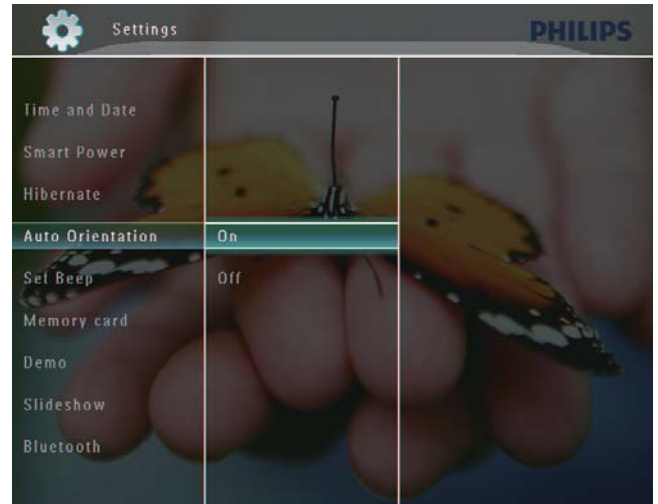 Settings
PHILIPS
Time and Date
Smart Power
Hibernate
Auto Orientation
On
Set Beep
Off
Memory card
Demo
Slideshow
Bluetooth